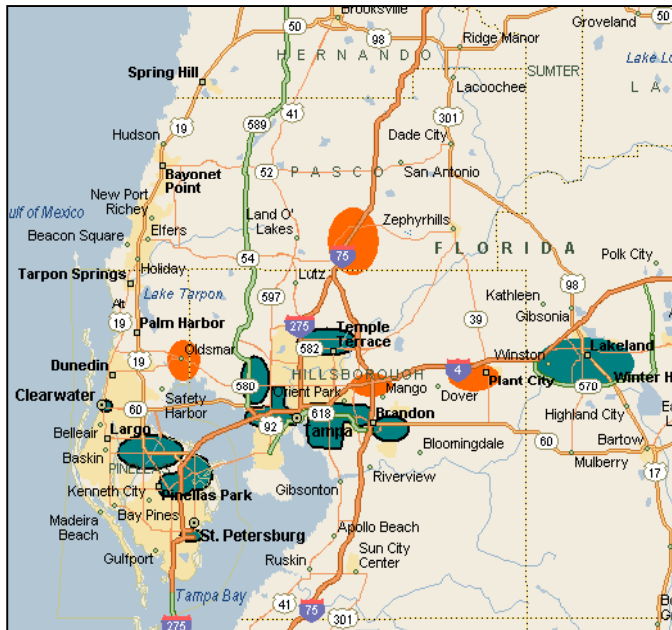 Brooksville
50
Groveland
50
98
Ridge Manor
HERNANDO
Spring Hill
SUMTER
Lacoochee
589
41
301
19
Hudson
Dade City
PASCO
Bayonet
Point
52
San Antonio
New Port
Richey
Land O'
Lakes
Zephyrhills
Gulf of Mexico
Elfers
Beacon Square
FLORIDA
75
54
Polk City
Holiday
Tarpon Springs
Lutz
98
Lake Tarpon
597
Kathleen
Alt
19
Gibsonia
39
275
Palm Harbor
Temple
Terrace
582
Lakeland
Oldsmar
Winston
19
4
Dunedin
HILLSBOROUGH
Plant City
580
Orient Park
570
Winter H
Mango
Dover
Safety
Harbor
Clearwater
60
618
Highland City
Brandon
92
Tampa
Belleair
Largo
60
Bartow
Baskin
Bloomingdale
Mulberry
PINELL
Riverview
17
Kenneth City
Pinellas Park
Gibsonton
Madeira
Beach
Bay Pines
St. Petersburg
Apollo Beach
Gulfport
Sun City
Center
Ruskin
Tampa Bay
41
75
301
275